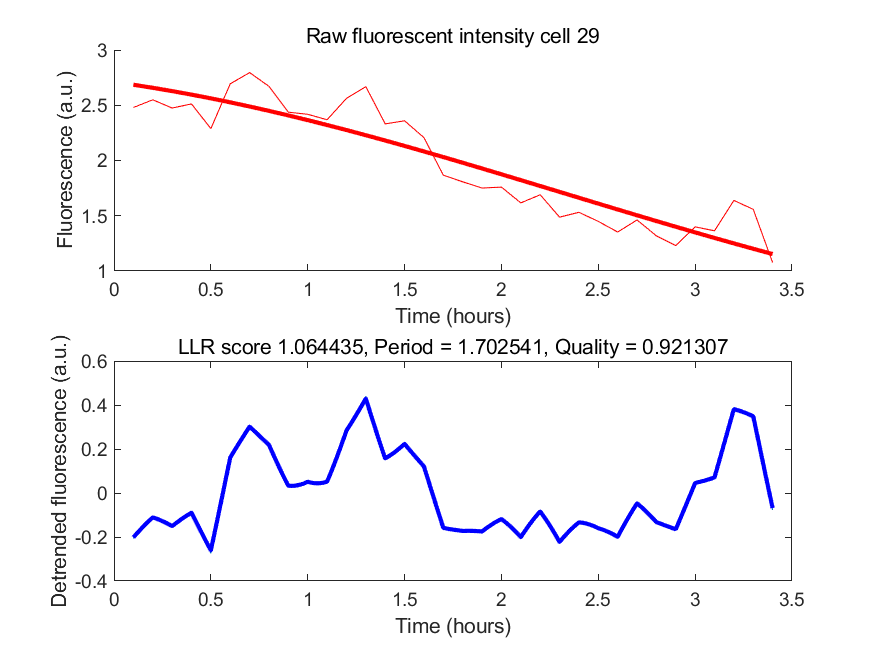 Raw fluorescent intensity cell 29
3
2.5
2
1.5
1
Fluorescence (a.u.)
0 0.5 1 1.5 2 2.5 3 3.5
Time (hours)
LLR score 1.064435, Period = 1.702541, Quality = 0.921307
0.6
0.4
0.2
0
-0.2
-0.4
Detrended fluorescence (a.u.)
0 0.5 1 1.5 2 2.5 3 3.5
Time (hours)